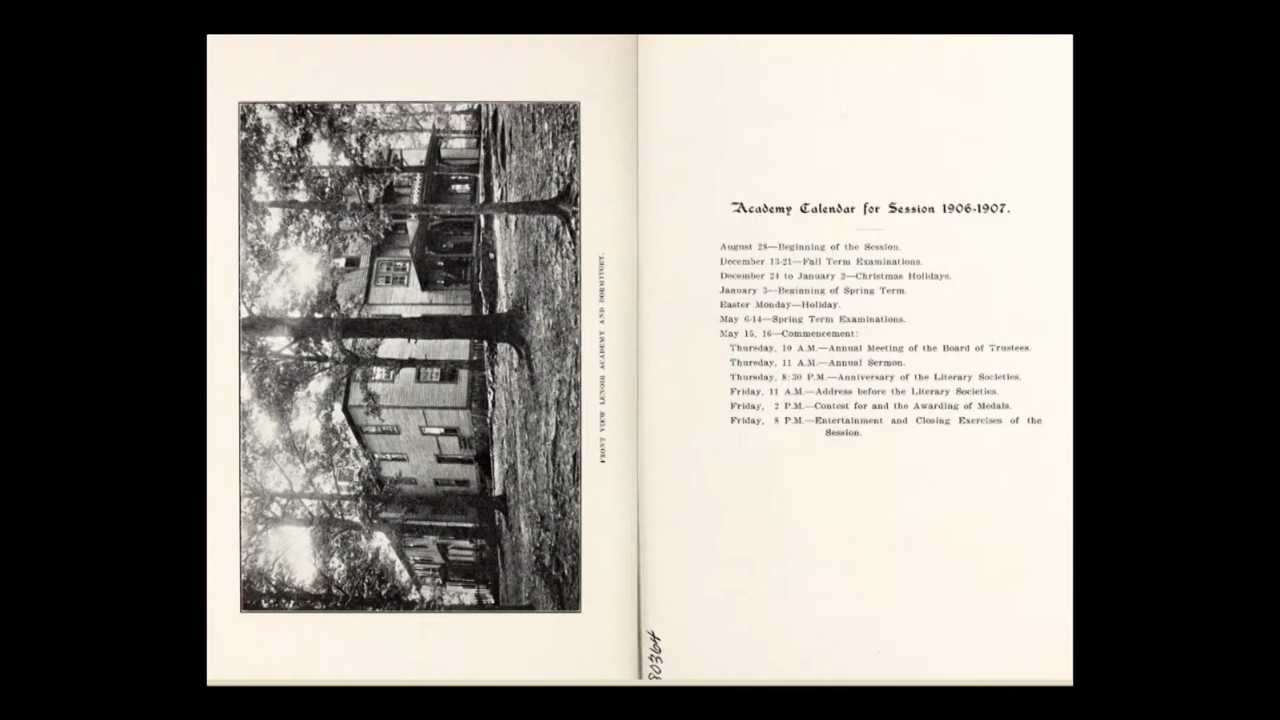 FRONT VIEW LENOIR ACADEMY AND DORMITORY.
Academy Calendar for Session 1906-1907.
August 28—Beginning of the Session.
December 13-21—Fall Term Examinations.
December 24 to January 2—Christmas Holidays.
January 3—Beginning of Spring Term.
Easter Monday—Holiday.
May 6-14—Spring Term Examinations.
May 15, 16—Commencement:
Thursday, 10 A.M.—Annual Meeting of the Board of Trustees.
Thursday, 11 A.M.—Annual Sermon.
Thursday, 8:30 P.M.—Anniversary of the Literary Societies.
Friday, 11 A.M.—Address before the Literary Societies.
Friday, 2 P.M.—Contest for and the Awarding of Medals.
Friday, 8 P.M.—Entertainment and Closing Exercises of the
Session.
80364